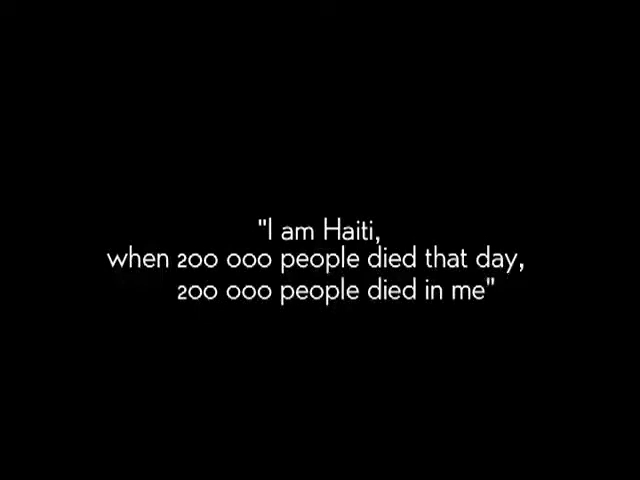 "I am Haiti,
when 200 000 people died that day,
200 000 people died in me"